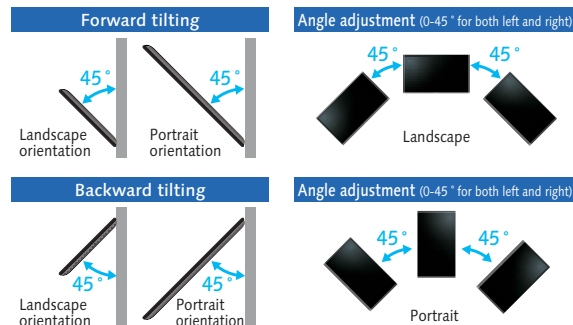 Forward tilting
45°
45°
Landscape
orientation
Portrait
orientation
Angle adjustment (0-45 ° for both left and right)
45°
45°
Landscape
Backward tilting
45°
45°
Landscape
orientation
Portrait
orientation
Angle adjustment (0-45 ° for both left and right)
45°
45°
Portrait